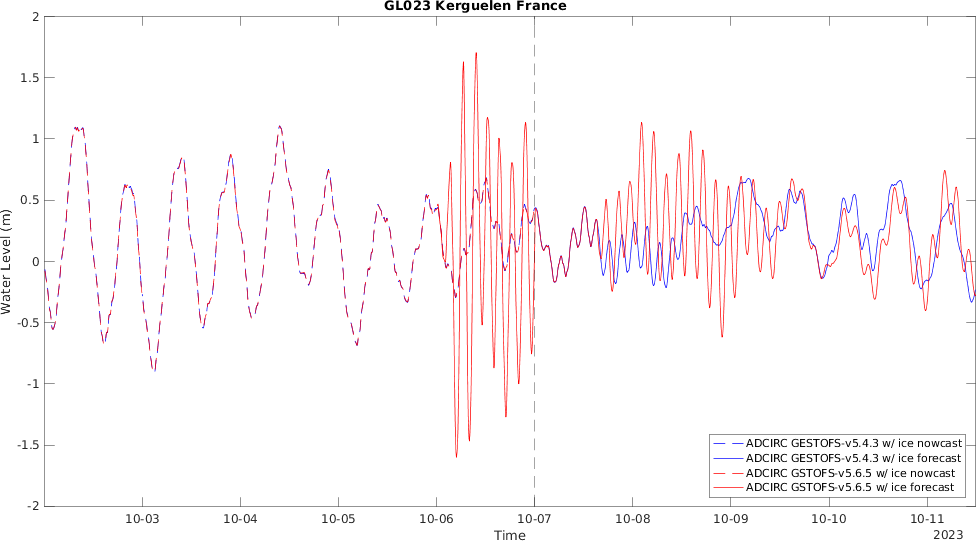 GL023 Kerguelen France
2
1.5
1
0.5
0
-0.5
-1
-1.5
-2
Water Level (m)
10-03 10-04 10-05 10-06 10-07 10-08 10-09 10-10 10-11
Time
2023
ADCIRC GESTOFS-v5.4.3 w/ ice nowcast
ADCIRC GESTOFS-v5.4.3 w/ ice forecast
ADCIRC GSTOFS-v5.6.5 w/ ice nowcast
ADCIRC GSTOFS-v5.6.5 w/ ice forecast